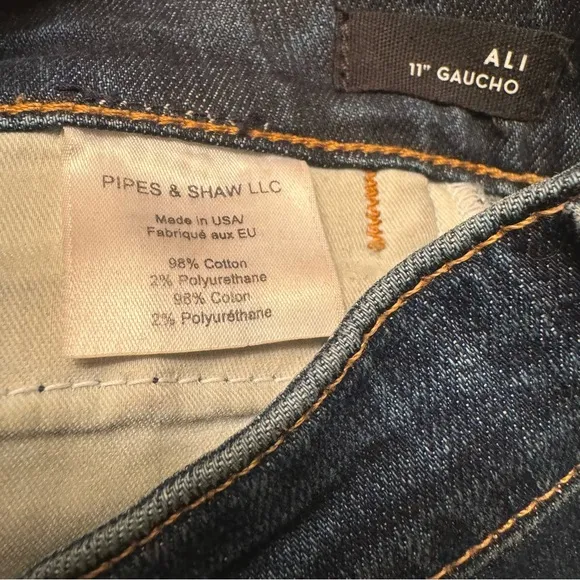 ALI
11" GAUCHO
PIPES & SHAW LLC
Made in USA/
Fabriqué aux EU
98% Cotton
2% Polyurethane
98% Coton
2% Polyuréthane